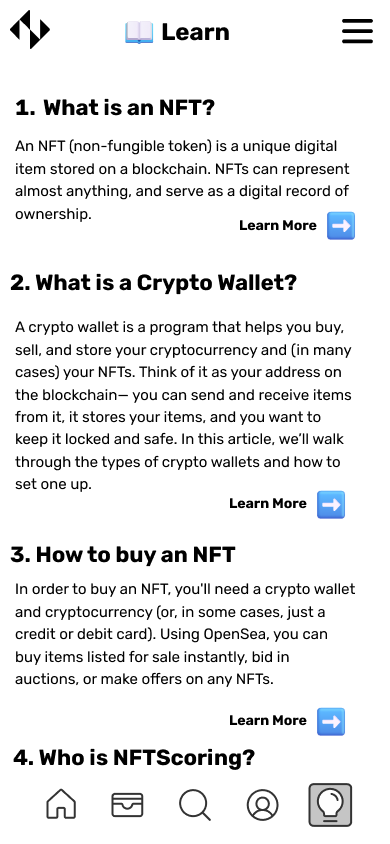 Learn
1. What is an NFT?
An NFT (non-fungible token) is a unique digital
item stored on a blockchain. NFTs can represent
almost anything, and serve as a digital record of
ownership.
Learn More
2. What is a Crypto Wallet?
A crypto wallet is a program that helps you buy,
sell, and store your cryptocurrency and (in many
cases) your NFTs. Think of it as your address on
the blockchain— you can send and receive items
from it, it stores your items, and you want to
keep it locked and safe. In this article, we’ll walk
through the types of crypto wallets and how to
set one up.
Learn More
3. How to buy an NFT
In order to buy an NFT, you'll need a crypto wallet
and cryptocurrency (or, in some cases, just a
credit or debit card). Using OpenSea, you can
buy items listed for sale instantly, bid in
auctions, or make offers on any NFTs.
Learn More
4. Who is NFTScoring?